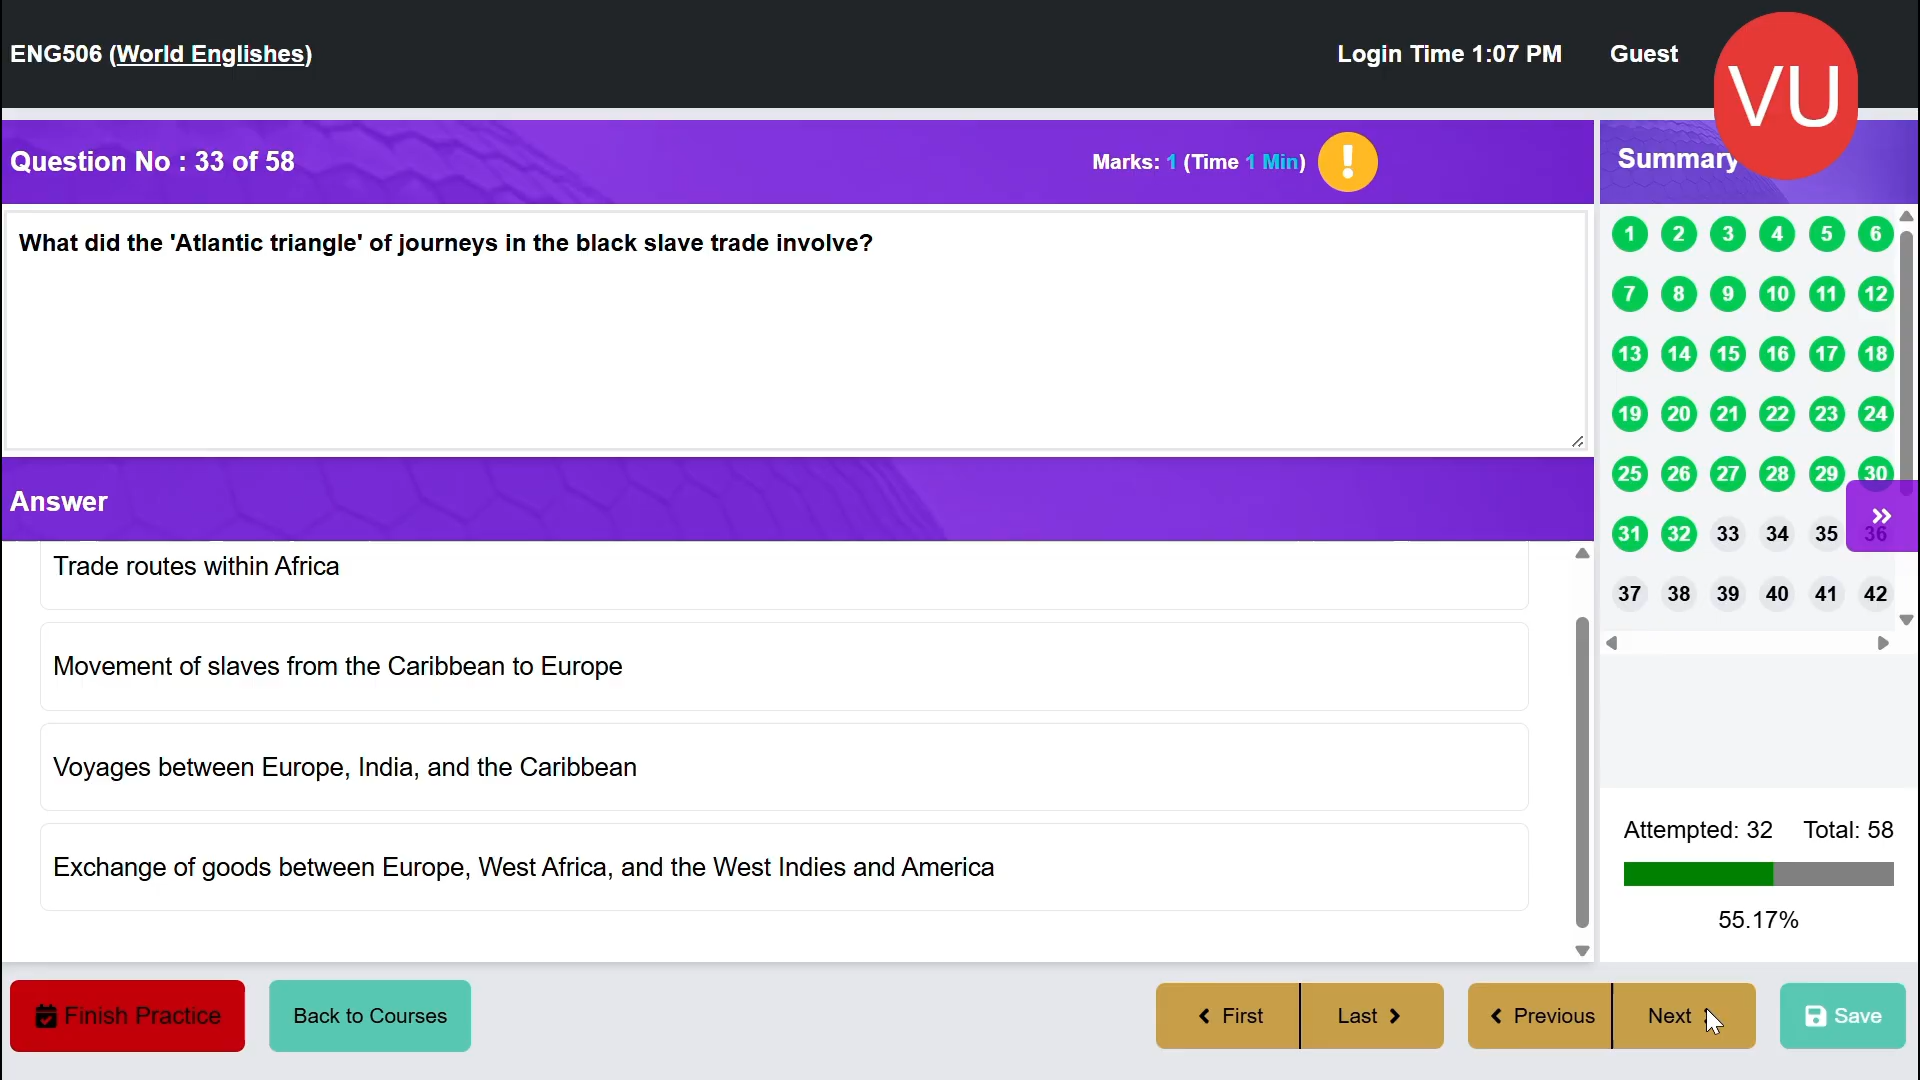 ENG506 (World Englishes)
Login Time 1:07 PM
Guest
VU
Question No : 33 of 58
Marks: 1 (Time 1 Min)
!
Summary
What did the 'Atlantic triangle' of journeys in the black slave trade involve?
1 2 3 4 5 6
7 8 9 10 11 12
13 14 15 16 17 18
19 20 21 22 23 24
25 26 27 28 29 30
31 32 33 34 35 36
37 38 39 40 41 42
Answer
Trade routes within Africa
Movement of slaves from the Caribbean to Europe
Voyages between Europe, India, and the Caribbean
Exchange of goods between Europe, West Africa, and the West Indies and America
Attempted: 32 Total: 58
55.17%
Finish Practice
Back to Courses
First
Last
Previous
Next
Save